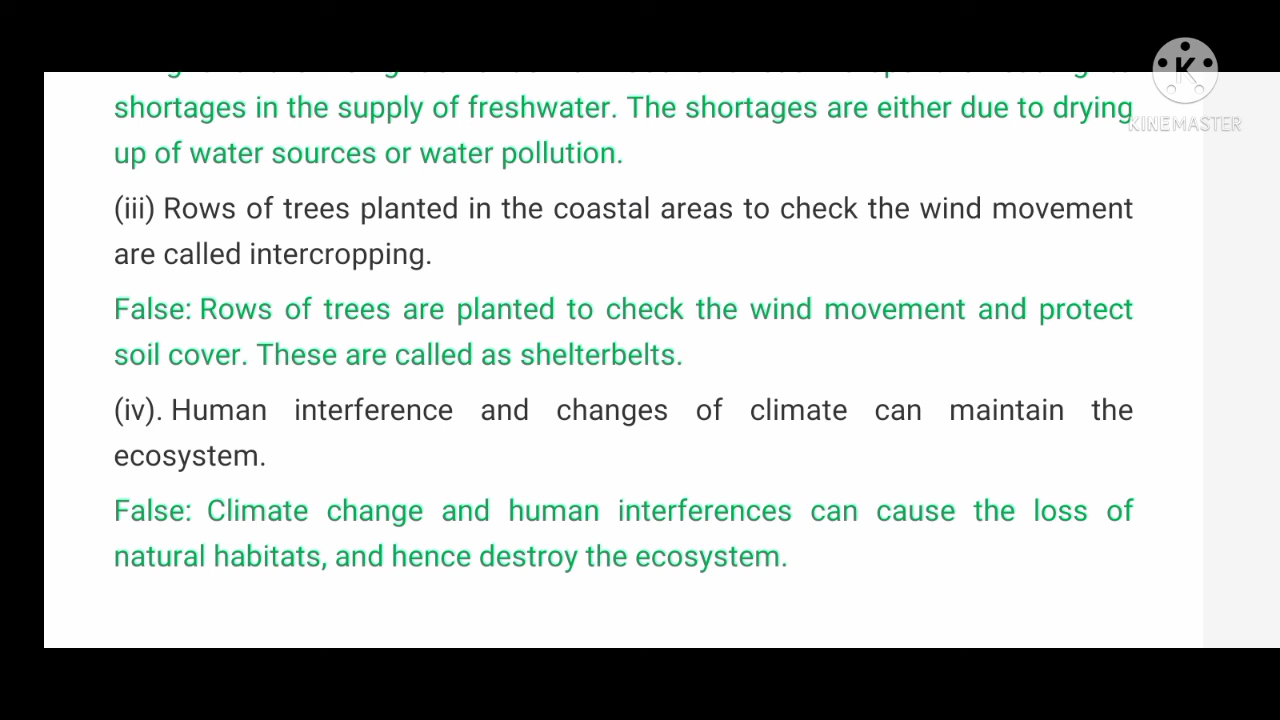 shortages in the supply of freshwater. The shortages are either due to drying
up of water sources or water pollution.
(iii) Rows of trees planted in the coastal areas to check the wind movement
are called intercropping.
False: Rows of trees are planted to check the wind movement and protect
soil cover. These are called as shelterbelts.
(iv). Human interference and changes of climate can maintain the
ecosystem.
False: Climate change and human interferences can cause the loss of
natural habitats, and hence destroy the ecosystem.
K
KINEMASTER